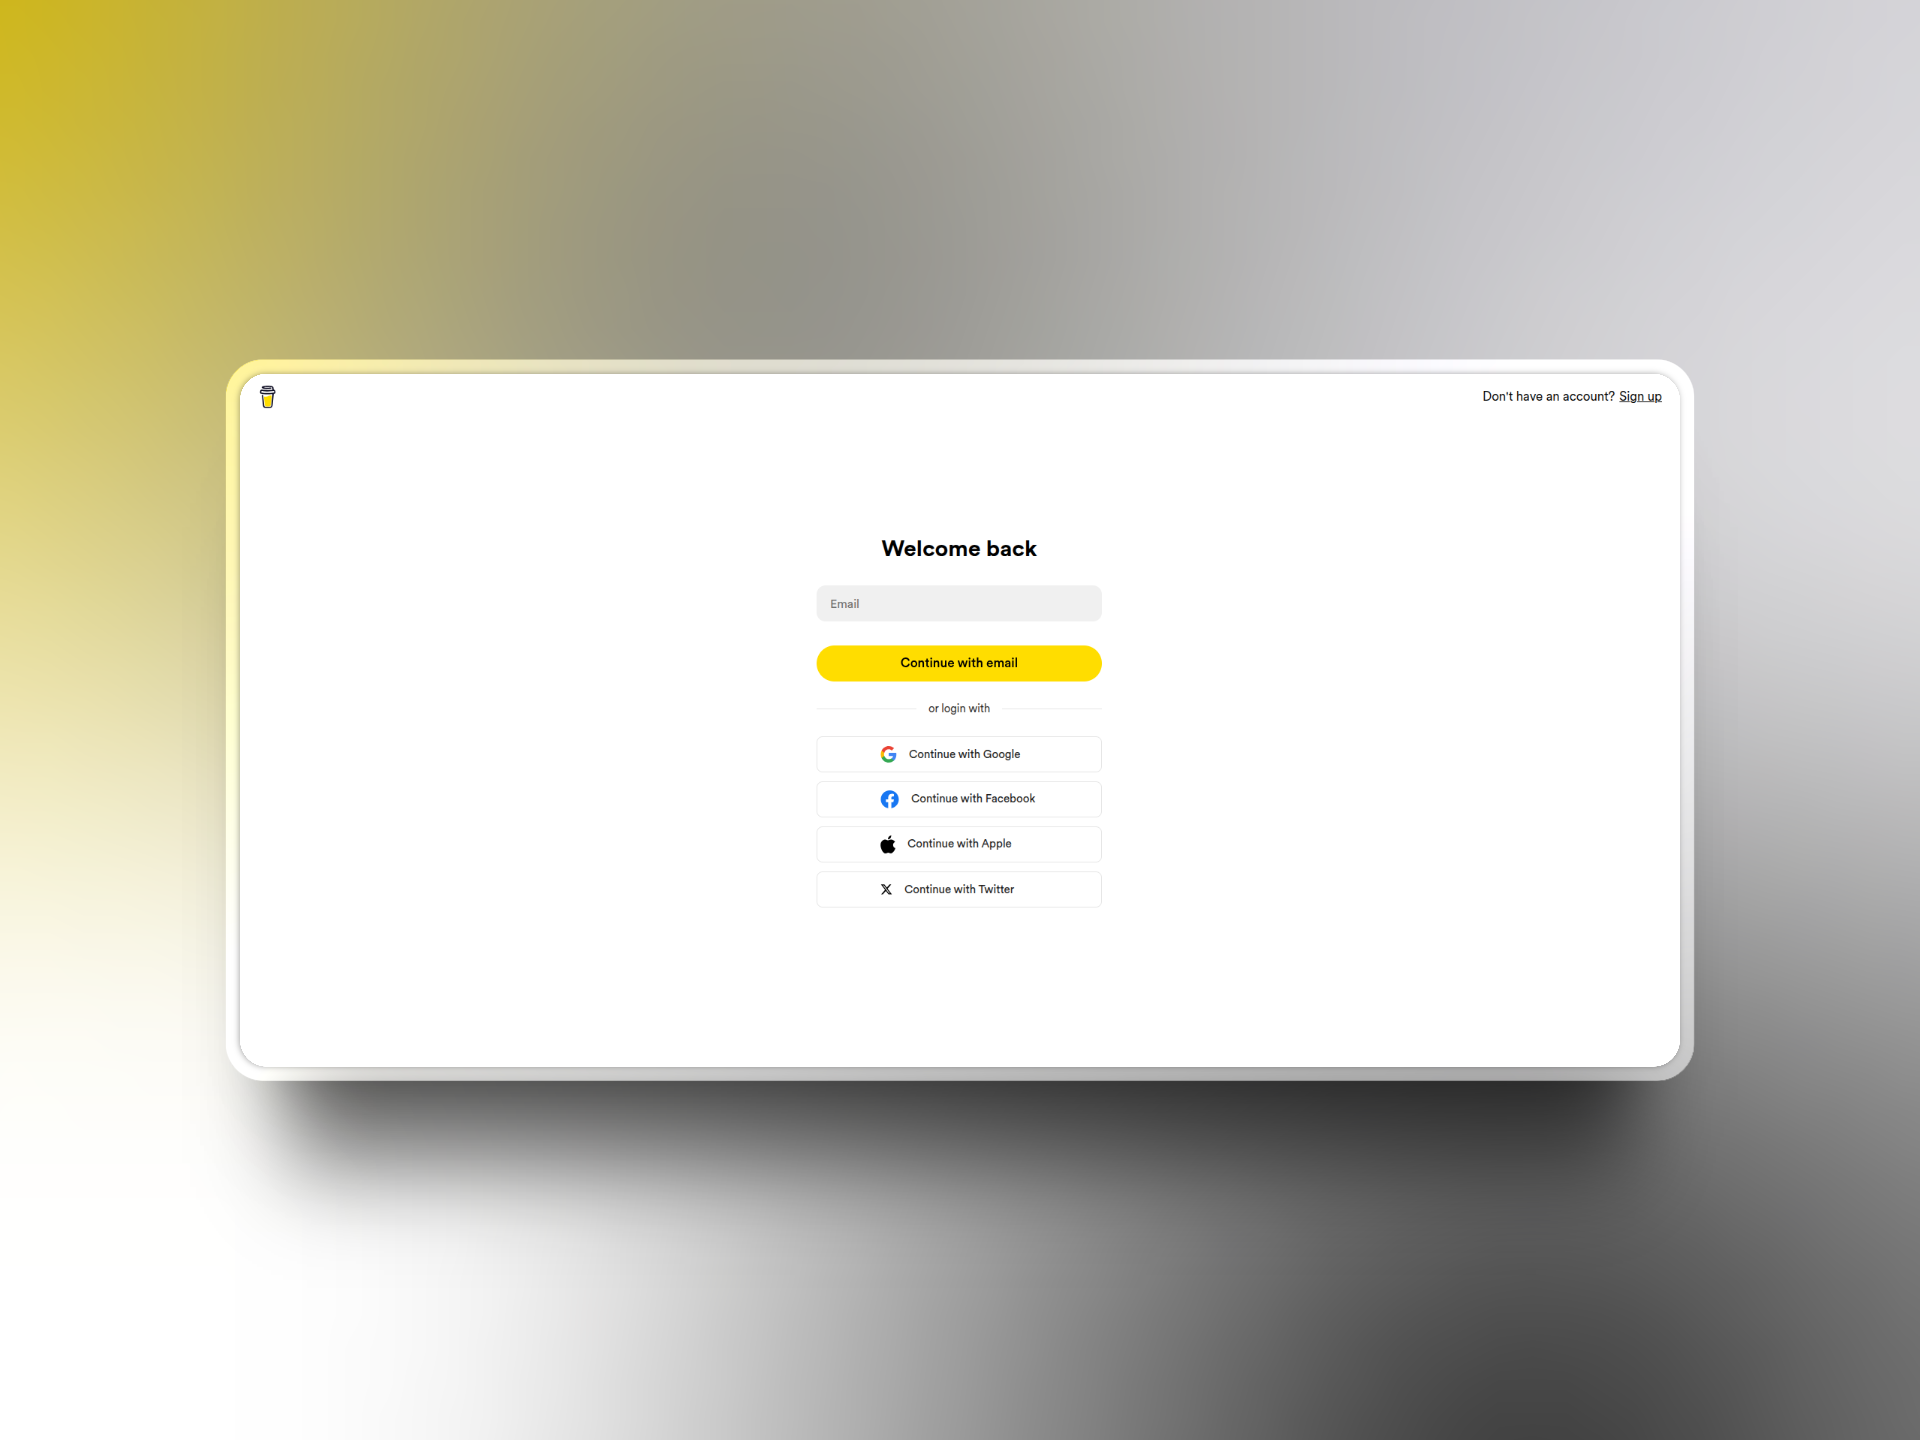 Don't have an account? Sign up
Welcome back
Email
Continue with email
or login with
Continue with Google
Continue with Facebook
Continue with Apple
Continue with Twitter